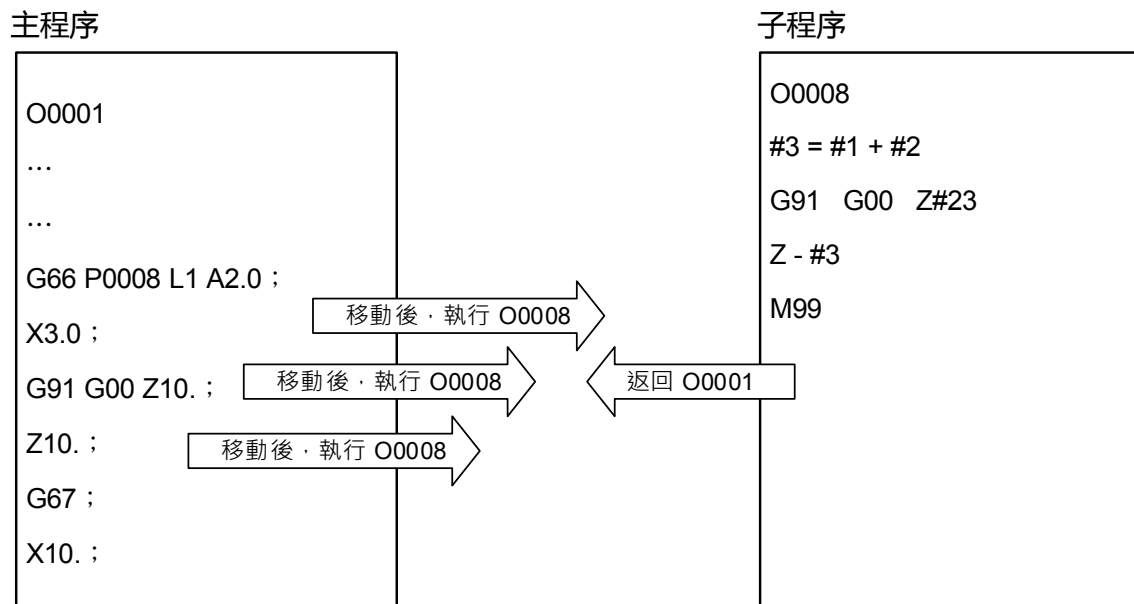 主程序
O0001
…
…
G66 P0008 L1 A2.0；
X3.0；
移動後，執行 O0008
G91 G00 Z10.；
移動後，執行 O0008
Z10.；
移動後，執行 O0008
G67；
X10.；
子程序
O0008
#3 = #1 + #2
G91 G00 Z#23
Z - #3
M99
返回 O0001